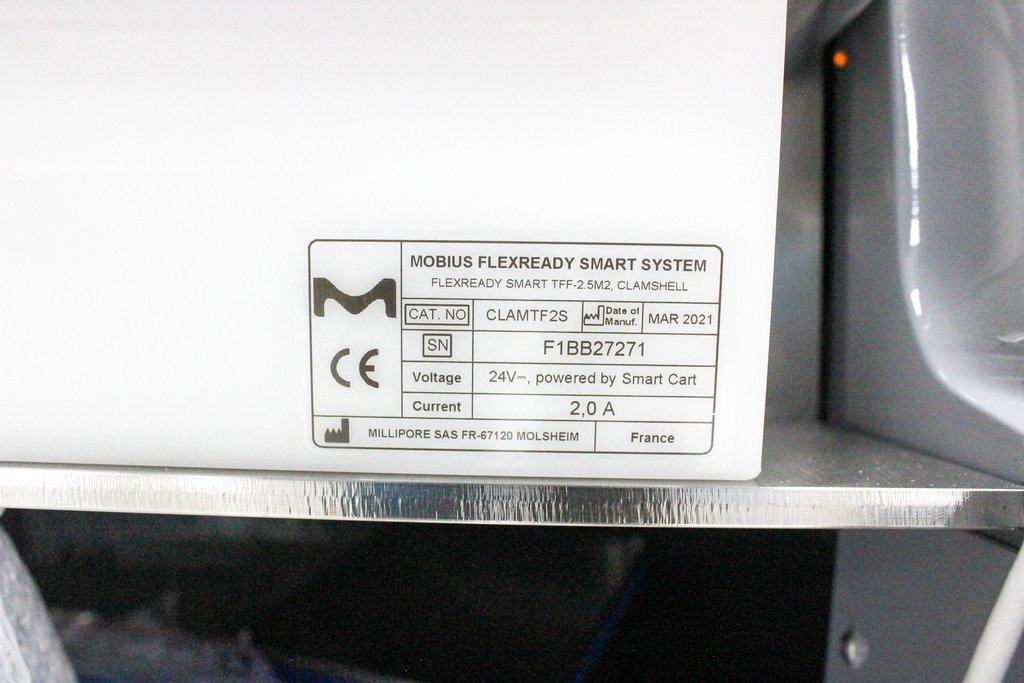 MOBIUS FLEXREADY SMART SYSTEM
FLEXREADY SMART TFF-2.5M2, CLAMSHELL
CAT. NO CLAMTF2S Date of Manuf. MAR 2021
SN F1BB27271
Voltage 24V⎓, powered by Smart Cart
Current 2,0 A
MILLIPORE SAS FR-67120 MOLSHEIM France